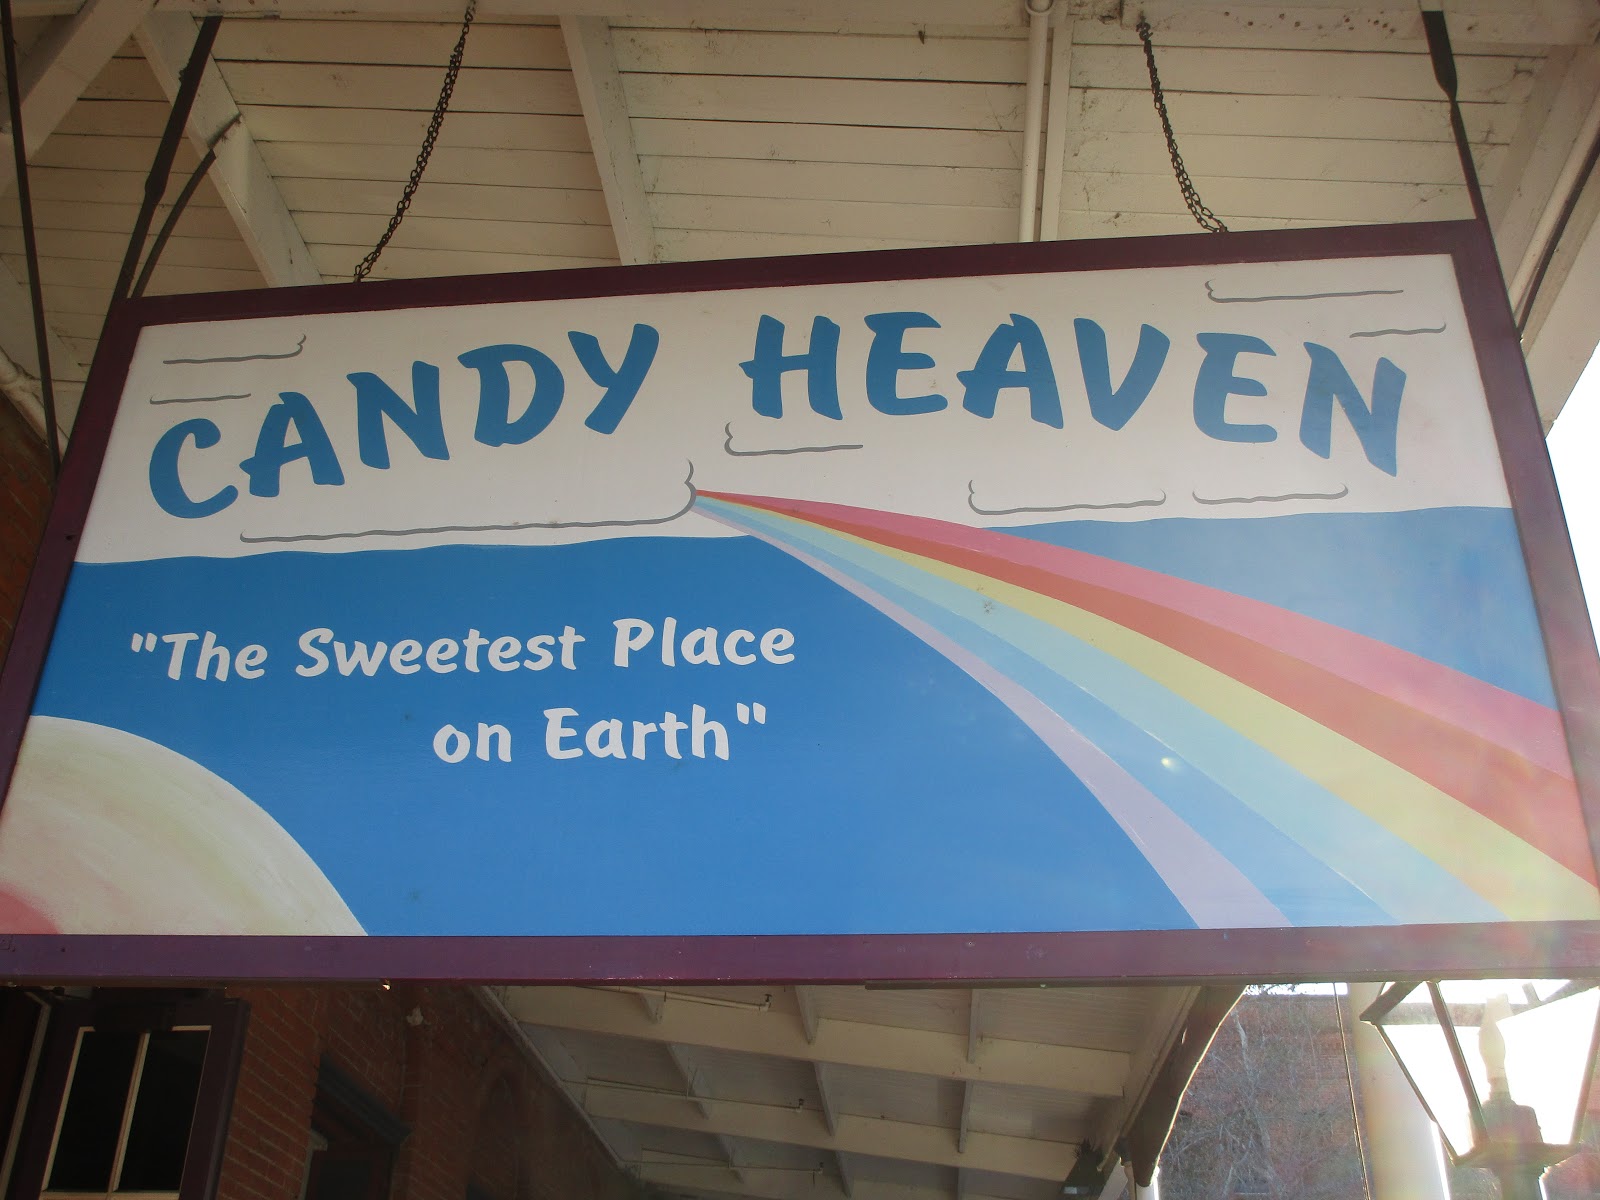 CANDY HEAVEN
"The Sweetest Place
on Earth"